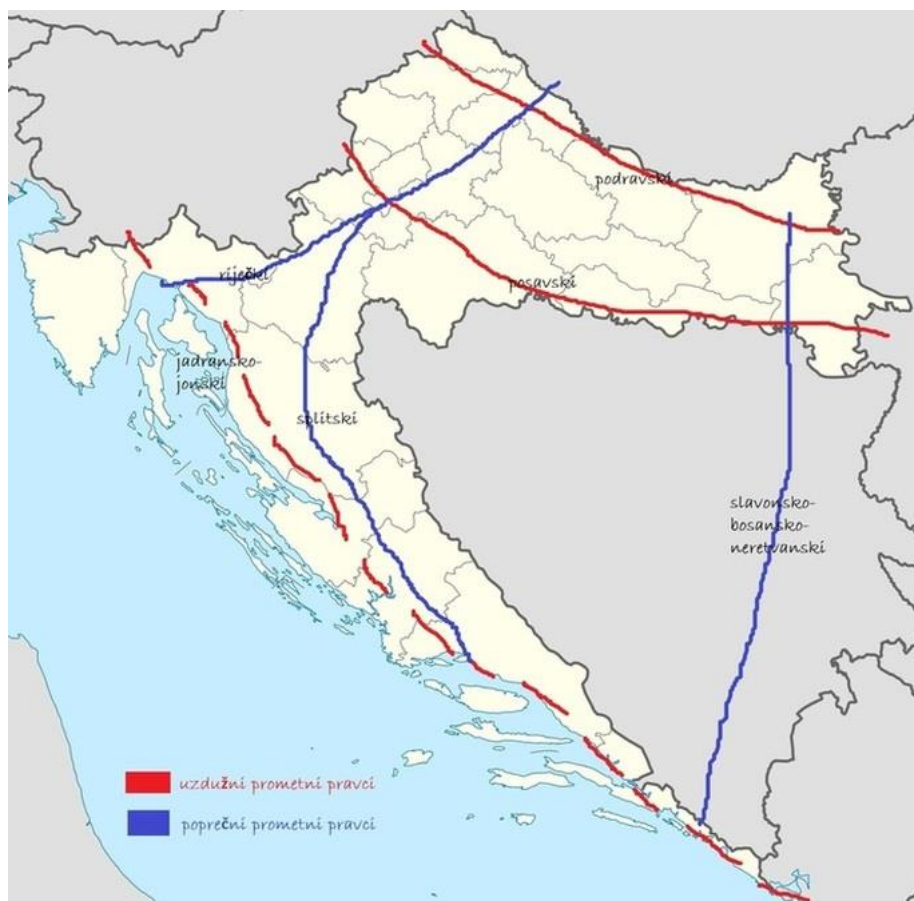 podravski
riječki
posavski
jadransko-
jonski
splitski
slavonsko-
bosansko-
neretvanski
uzdužni prometni pravci
poprečni prometni pravci